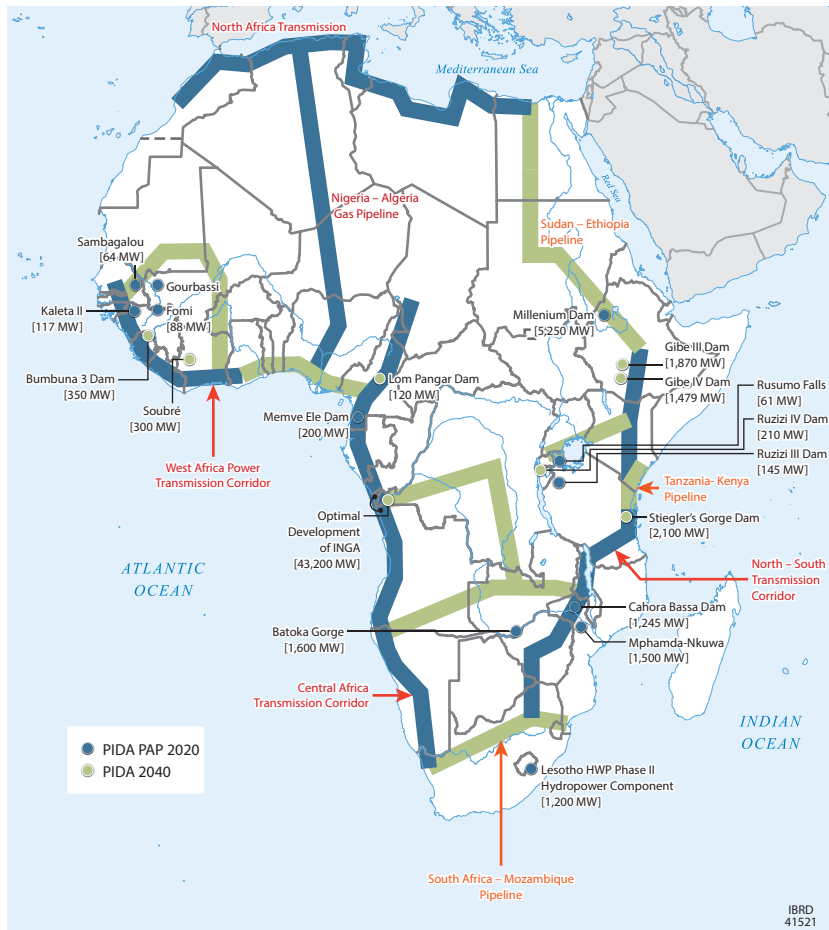 North Africa Transmission
Mediterranean Sea
Red Sea
Nigeria – Algeria
Gas Pipeline
Sudan – Ethiopia
Pipeline
Sambagalou
[64 MW]
Gourbassi
Kaleta II
[117 MW]
Fomi
[88 MW]
Millenium Dam
[5,250 MW]
Gibe III Dam
[1,870 MW]
Gibe IV Dam
[1,479 MW]
Bumbuna 3 Dam
[350 MW]
Soubré
[300 MW]
Lom Pangar Dam
[120 MW]
Memve Ele Dam
[200 MW]
Rusumo Falls
[61 MW]
Ruzizi IV Dam
[210 MW]
Ruzizi III Dam
[145 MW]
West Africa Power
Transmission Corridor
Tanzania- Kenya
Pipeline
Optimal
Development
of INGA
[43,200 MW]
Stiegler's Gorge Dam
[2,100 MW]
ATLANTIC
OCEAN
North – South
Transmission
Corridor
Cahora Bassa Dam
[1,245 MW]
Batoka Gorge
[1,600 MW]
Mphamda-Nkuwa
[1,500 MW]
Central Africa
Transmission Corridor
INDIAN
OCEAN
PIDA PAP 2020
PIDA 2040
Lesotho HWP Phase II
Hydropower Component
[1,200 MW]
South Africa – Mozambique
Pipeline
IBRD
41521